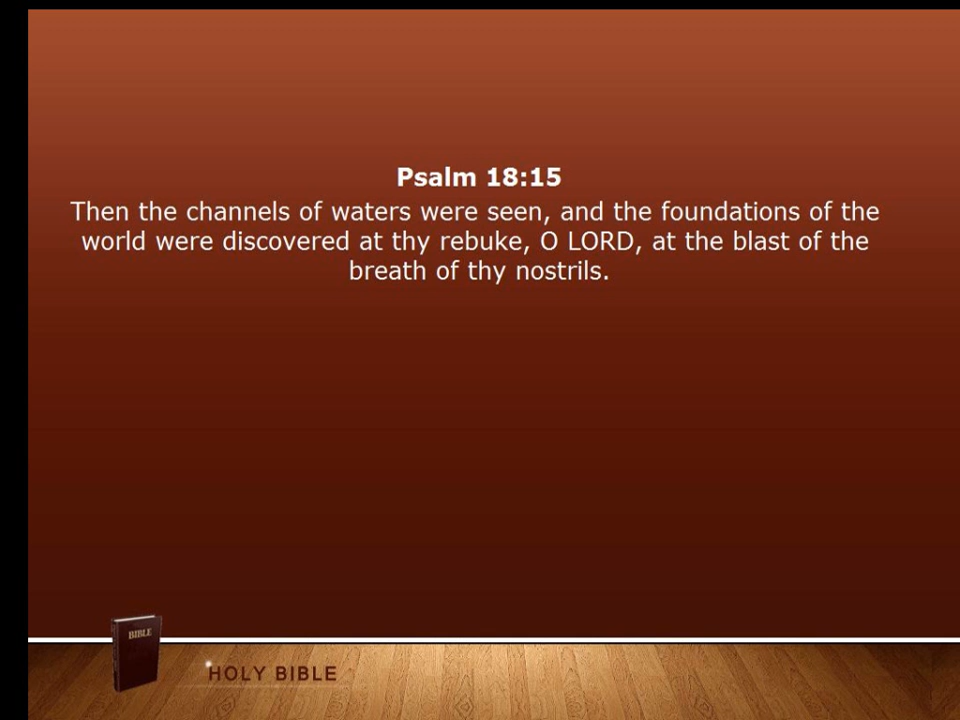 Psalm 18:15
Then the channels of waters were seen, and the foundations of the
world were discovered at thy rebuke, O LORD, at the blast of the
breath of thy nostrils.
BIBLE
HOLY BIBLE